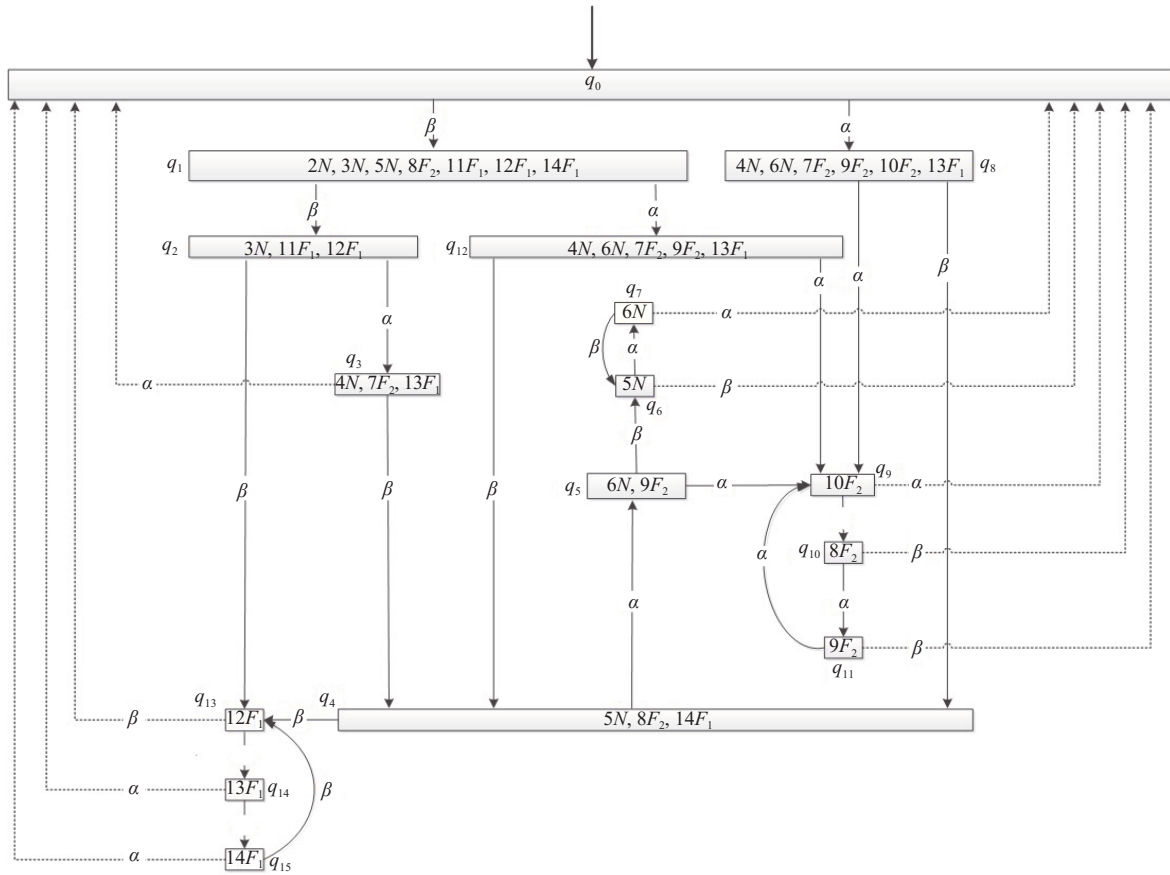 q0
β
α
q1
2N, 3N, 5N, 8F2, 11F1, 12F1, 14F1
4N, 6N, 7F2, 9F2, 10F2, 13F1
q8
β
α
q2
3N, 11F1, 12F1
q12
4N, 6N, 7F2, 9F2, 13F1
α
α
β
q7
6N
α
α
β
α
q3
4N, 7F2, 13F1
α
5N
β
q6
β
β
β
β
q5
6N, 9F2
α
q9
10F2
α
q10
8F2
β
α
α
α
9F2
β
q11
q13
q4
β
12F1
β
5N, 8F2, 14F1
α
13F1
q14
β
α
14F1
q15